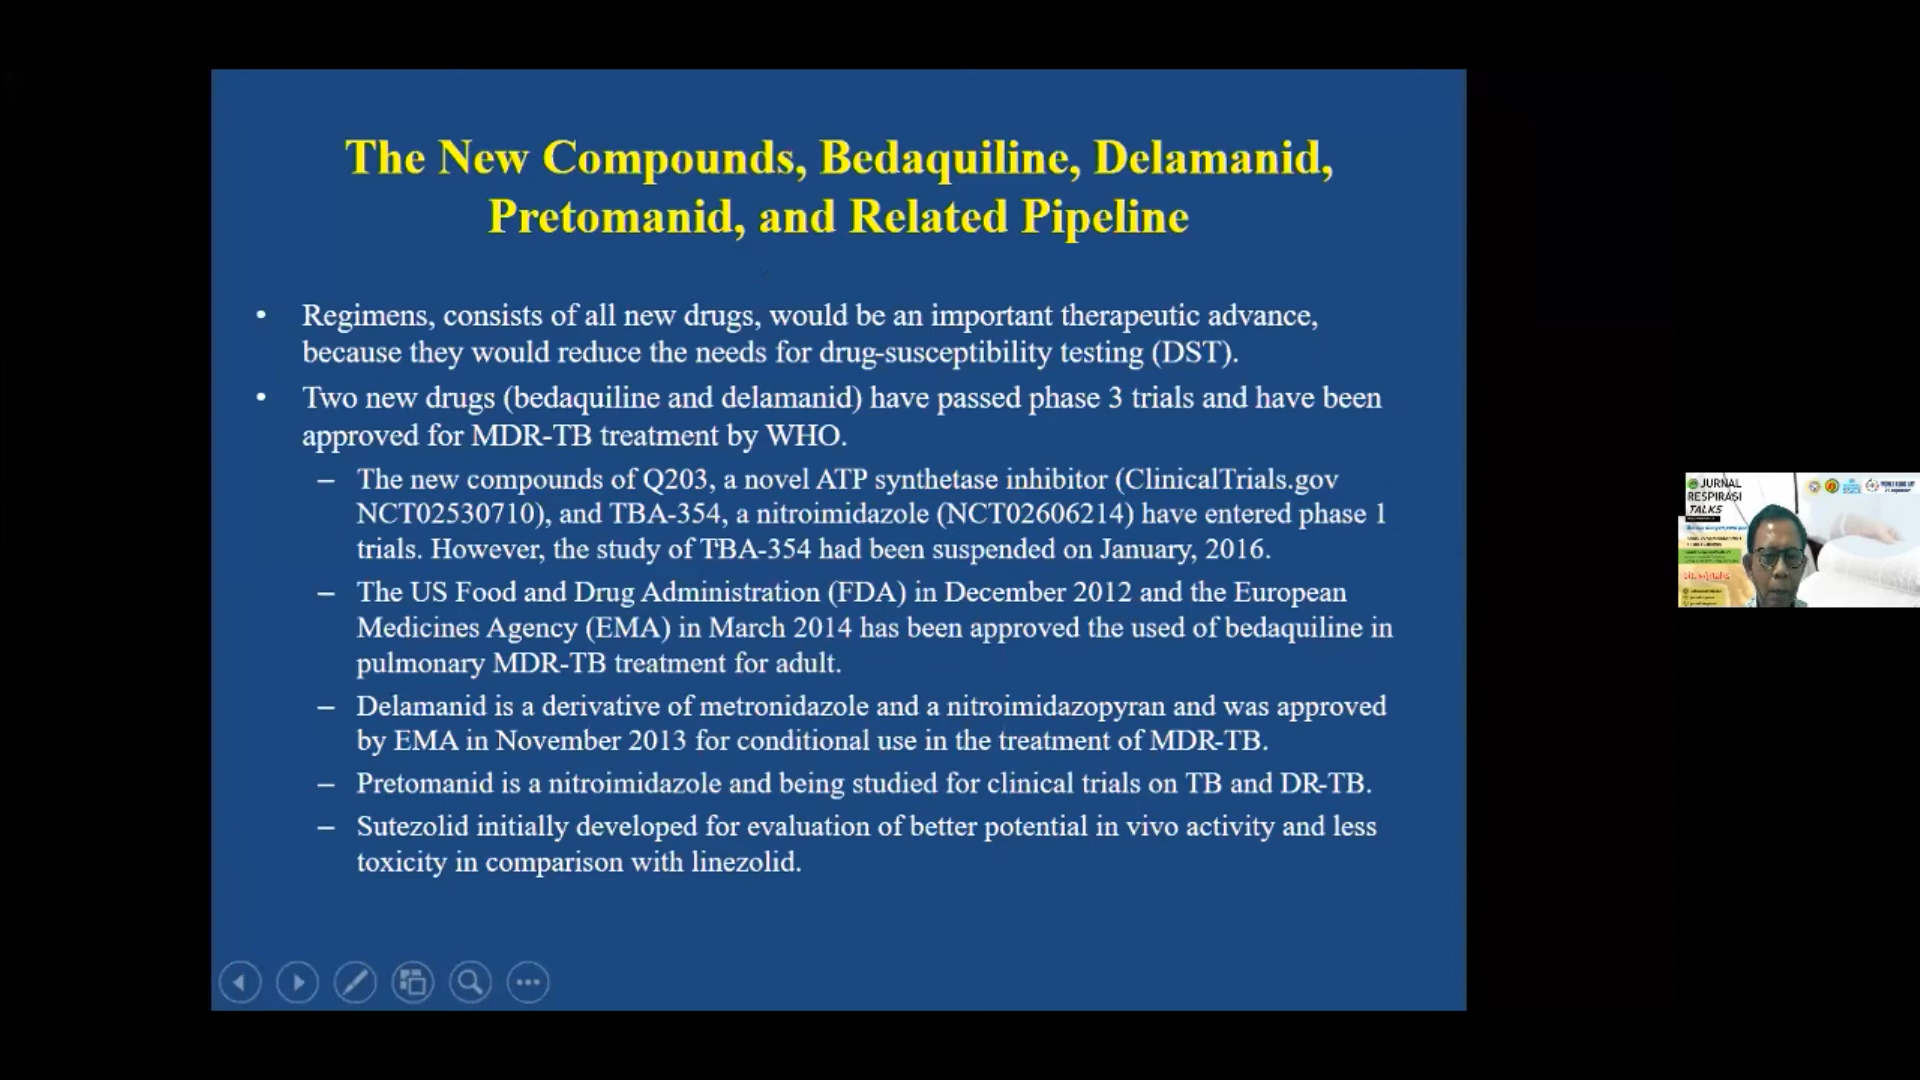 The New Compounds, Bedaquiline, Delamanid,
Pretomanid, and Related Pipeline
• Regimens, consists of all new drugs, would be an important therapeutic advance,
because they would reduce the needs for drug-susceptibility testing (DST).
• Two new drugs (bedaquiline and delamanid) have passed phase 3 trials and have been
approved for MDR-TB treatment by WHO.
– The new compounds of Q203, a novel ATP synthetase inhibitor (ClinicalTrials.gov
NCT02530710), and TBA-354, a nitroimidazole (NCT02606214) have entered phase 1
trials. However, the study of TBA-354 had been suspended on January, 2016.
– The US Food and Drug Administration (FDA) in December 2012 and the European
Medicines Agency (EMA) in March 2014 has been approved the used of bedaquiline in
pulmonary MDR-TB treatment for adult.
– Delamanid is a derivative of metronidazole and a nitroimidazopyran and was approved
by EMA in November 2013 for conditional use in the treatment of MDR-TB.
– Pretomanid is a nitroimidazole and being studied for clinical trials on TB and DR-TB.
– Sutezolid initially developed for evaluation of better potential in vivo activity and less
toxicity in comparison with linezolid.
JURNAL
RESPIRASI
TALKS